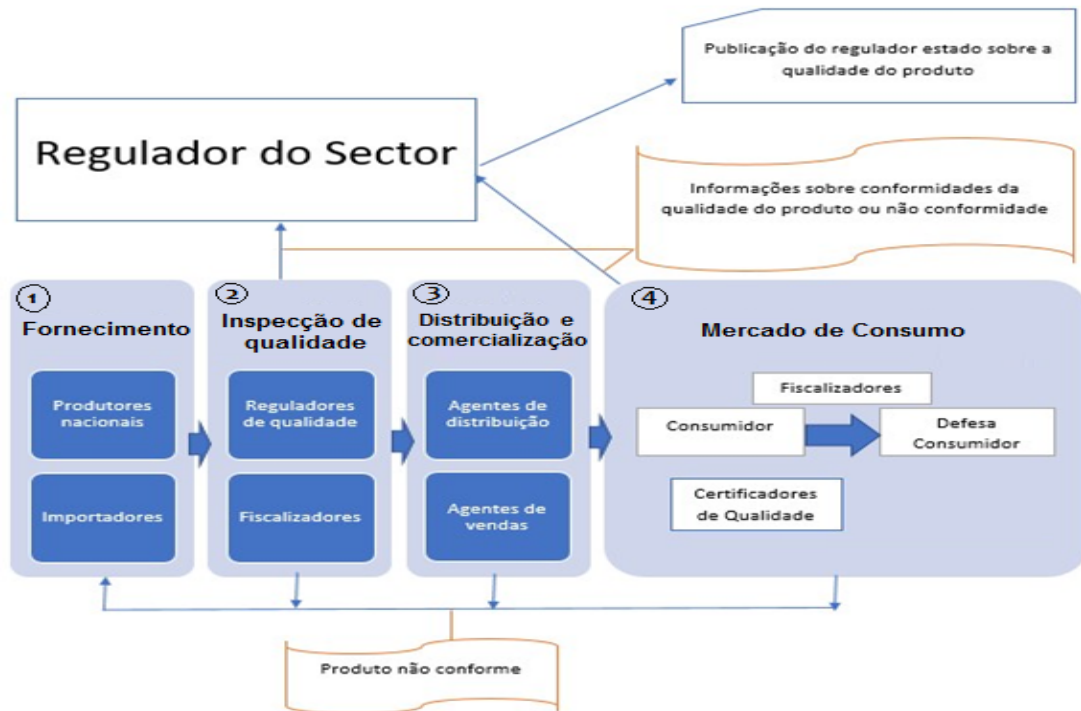 Publicação do regulador estado sobre a
qualidade do produto
Regulador do Sector
Informações sobre conformidades da
qualidade do produto ou não conformidade
1
Fornecimento
Produtores
nacionais
Importadores
2
Inspecção de
qualidade
Reguladores
de qualidade
Fiscalizadores
3
Distribuição e
comercialização
Agentes de
distribuição
Agentes de
vendas
4
Mercado de Consumo
Fiscalizadores
Consumidor
Defesa
Consumidor
Certificadores
de Qualidade
Produto não conforme